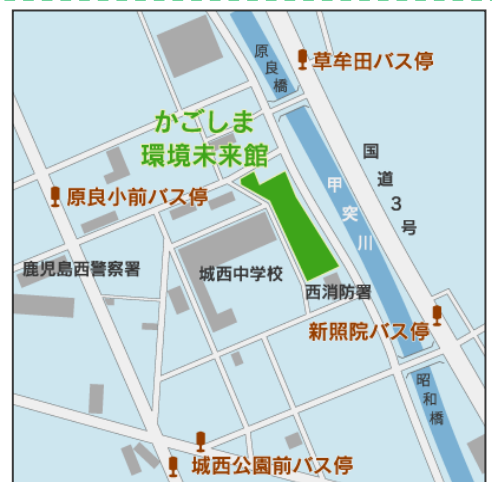 原良橋
草牟田バス停
かごしま
環境未来館
国道3号
甲突川
原良小前バス停
鹿児島西警察署
城西中学校
西消防署
新照院バス停
昭和橋
城西公園前バス停